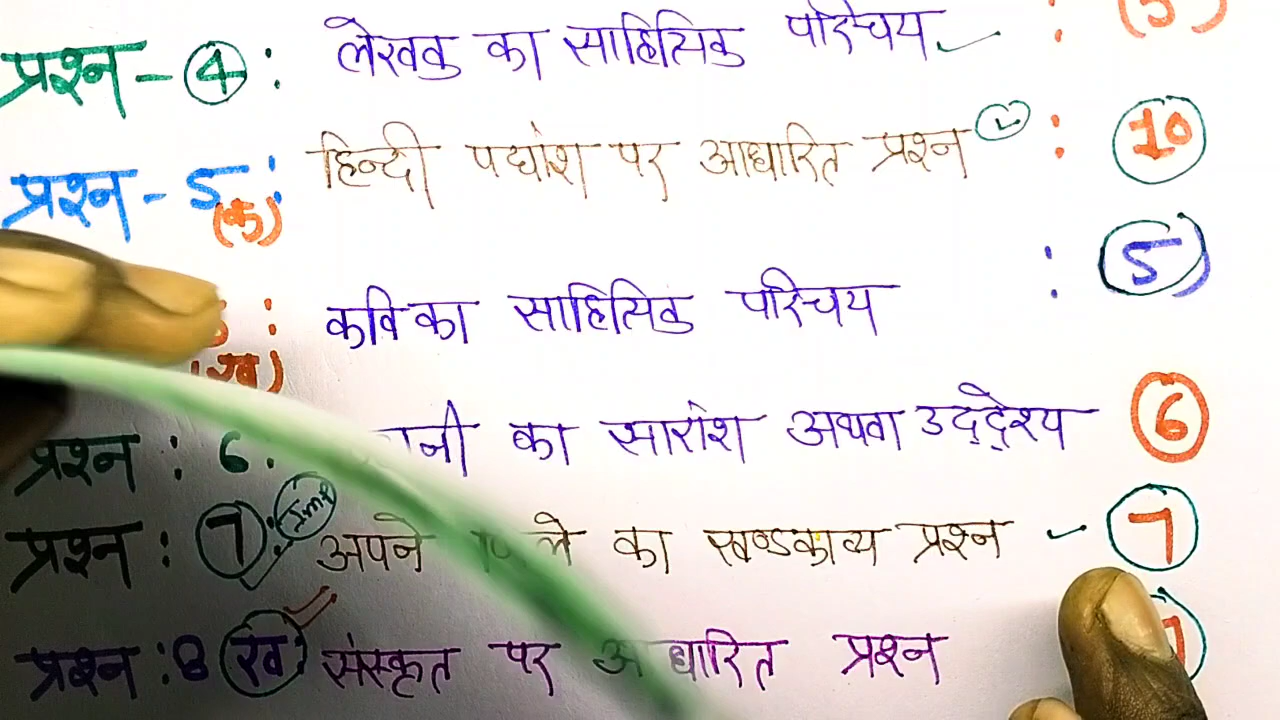 प्रश्न - 4 : लेखक का साहित्यिक परिचय : (5)
प्रश्न - 5 : हिन्दी पद्यांश पर आधारित प्रश्न : 10
(क)
: कवि का साहित्यिक परिचय : 5
(ख)
प्रश्न : 6. का सारांश अथवा उद्देश्य 6
प्रश्न : 7 : Imp अपने का खण्डकाव्य प्रश्न - 7
प्रश्न : 8 ख संस्कृत पर आधारित प्रश्न